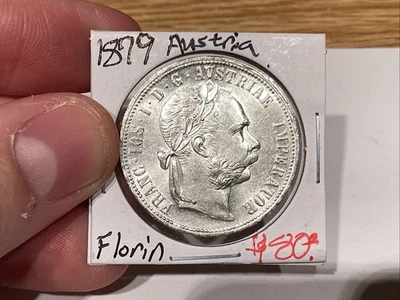 1879 Austria
FRANC·IOS·I·D·G·AUSTRIAE IMPERATOR
Florin
$80.